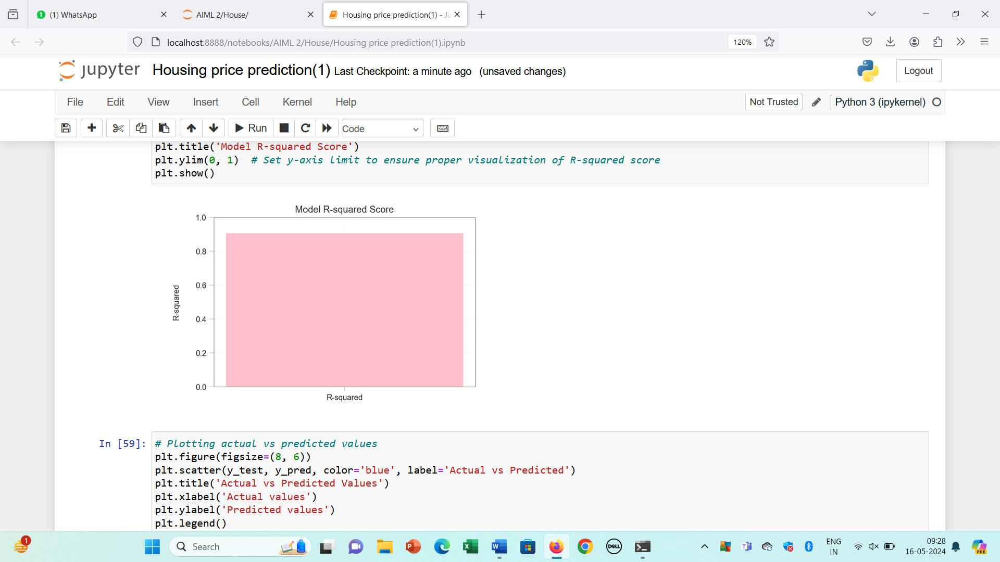 (1) WhatsApp
AIML 2/House/
Housing price prediction(1) - Ju
localhost:8888/notebooks/AIML 2/House/Housing price prediction(1).ipynb
120%
jupyter Housing price prediction(1) Last Checkpoint: a minute ago (unsaved changes)
Logout
File Edit View Insert Cell Kernel Help
Not Trusted
Python 3 (ipykernel)
Run
Code
plt.title('Model R-squared Score')
plt.ylim(0, 1)  # Set y-axis limit to ensure proper visualization of R-squared score
plt.show()
Model R-squared Score
1.0
0.8
0.6
0.4
0.2
0.0
R-squared
R-squared
In [59]:
# Plotting actual vs predicted values
plt.figure(figsize=(8, 6))
plt.scatter(y_test, y_pred, color='blue', label='Actual vs Predicted')
plt.title('Actual vs Predicted Values')
plt.xlabel('Actual values')
plt.ylabel('Predicted values')
plt.legend()
1
Search
DELL
ENG
IN
09:28
16-05-2024
PRE